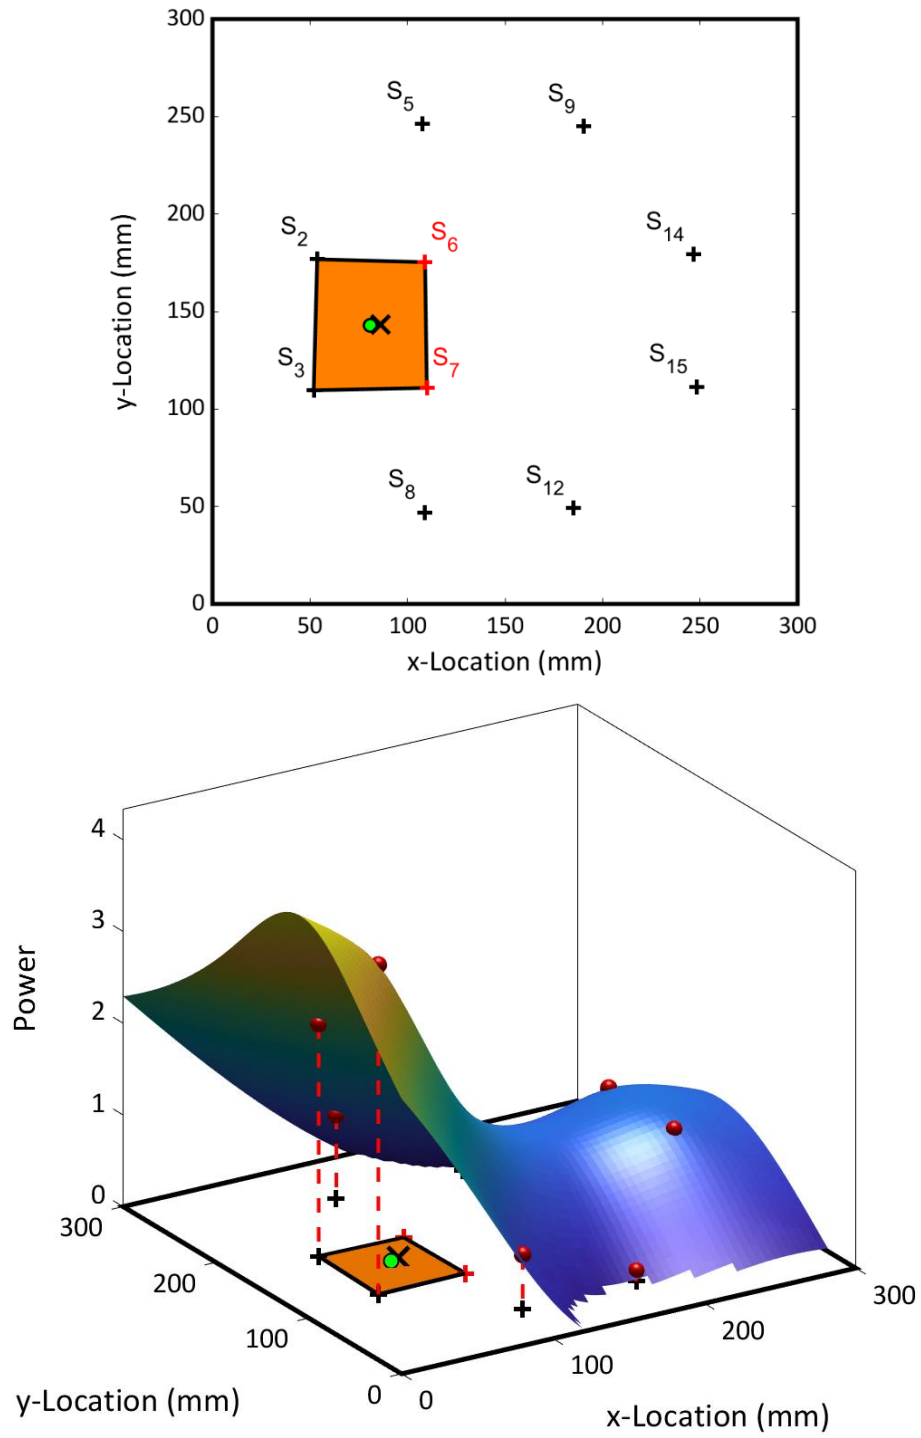 300
250
200
150
100
50
0
y-Location (mm)
S5
S9
S2
S6
S14
S3
S7
S15
S8
S12
0 50 100 150 200 250 300
x-Location (mm)
4
3
2
1
0
Power
300
200
100
0
y-Location (mm)
0
100
200
300
x-Location (mm)